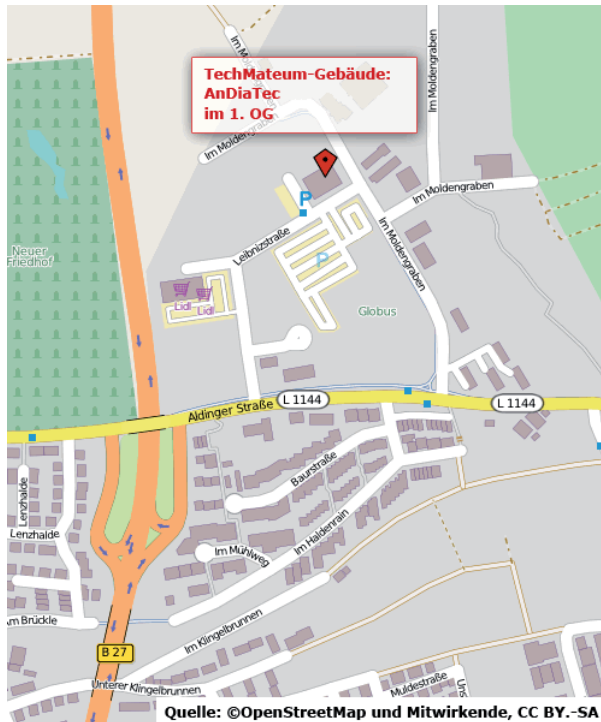 Im Moldengraben
Im Moldengraben
TechMateum-Gebäude:
AnDiaTec
im 1. OG
Im Moldengraben
Im Moldengraben
P
Leibnizstraße
Im Moldengraben
P
Neuer
Friedhof
Lidl
Lidl
Globus
Aldinger Straße
L 1144
L 1144
Baurstraße
Lenzhalde
Lenzhalde
Im Haldenrain
Im Mühlweg
Am Brückle
Im Klingelbrunnen
B 27
Unterer Klingelbrunnen
Muldestraße
Quelle: ©OpenStreetMap und Mitwirkende, CC BY.-SA